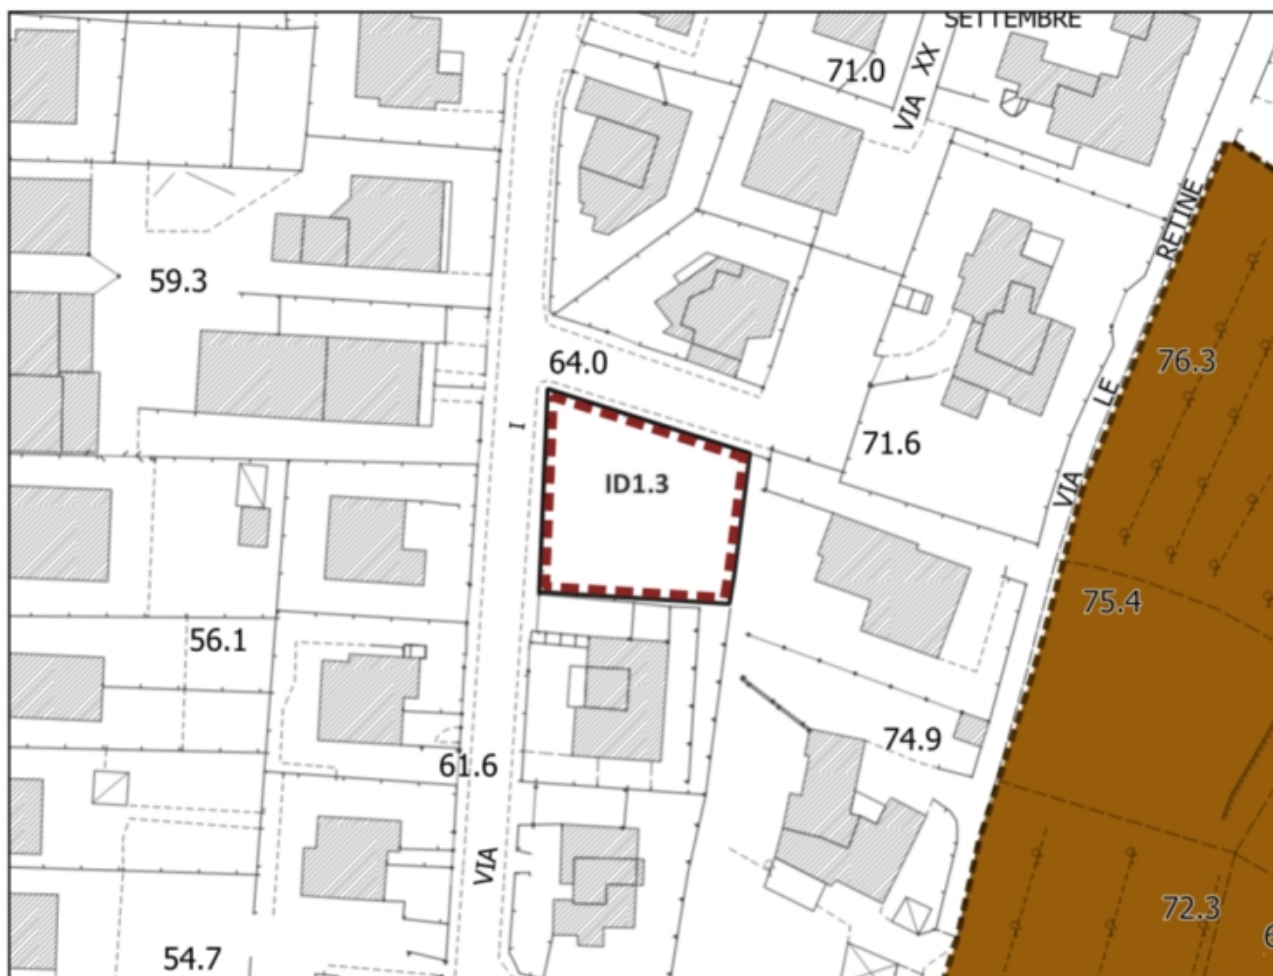 SETTEMBRE
71.0
VIA XX
RETINE
59.3
64.0
76.3
LE
I
71.6
ID1.3
VIA
75.4
56.1
74.9
61.6
VIA
72.3
54.7